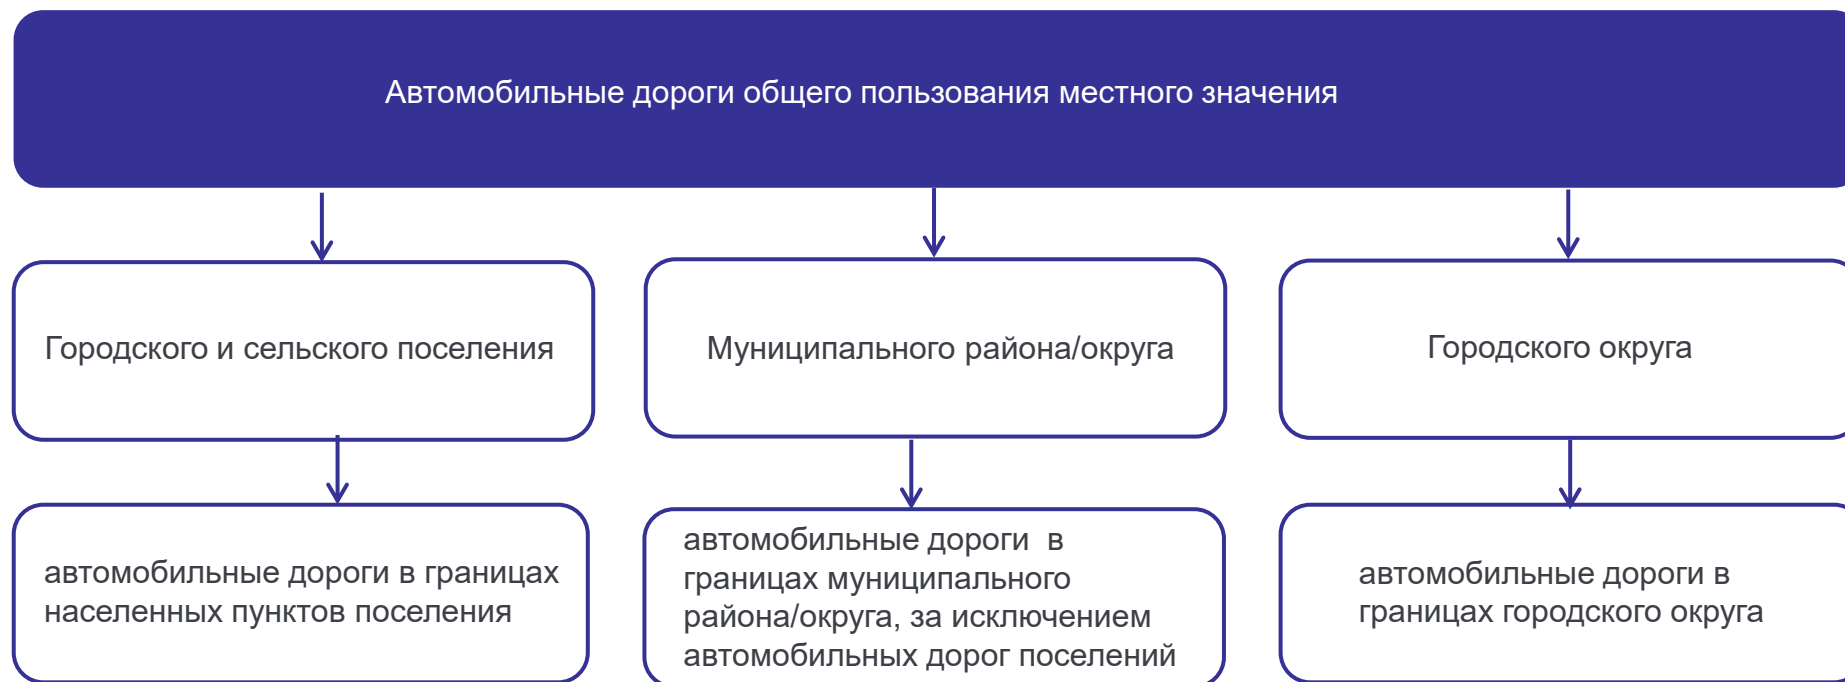 Автомобильные дороги общего пользования местного значения
Городского и сельского поселения
Муниципального района/округа
Городского округа
автомобильные дороги в границах
населенных пунктов поселения
автомобильные дороги  в
границах муниципального
района/округа, за исключением
автомобильных дорог поселений
автомобильные дороги в
границах городского округа